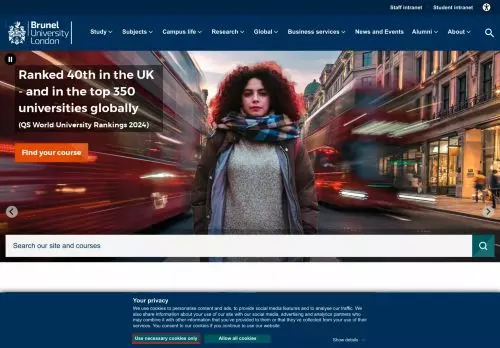 Staff intranet Student intranet
Brunel
University
London
Study Subjects Campus life Research Global Business services News and Events Alumni About
Ranked 40th in the UK
- and in the top 350
universities globally
(QS World University Rankings 2024)
Find your course
Search our site and courses
Your privacy
We use cookies to personalise content and ads, to provide social media features and to analyse our traffic. We
also share information about your use of our site with our social media, advertising and analytics partners who
may combine it with other information that you've provided to them or that they've collected from your use of their
services. You consent to our cookies if you continue to use our website.
Use necessary cookies only Allow all cookies Show details